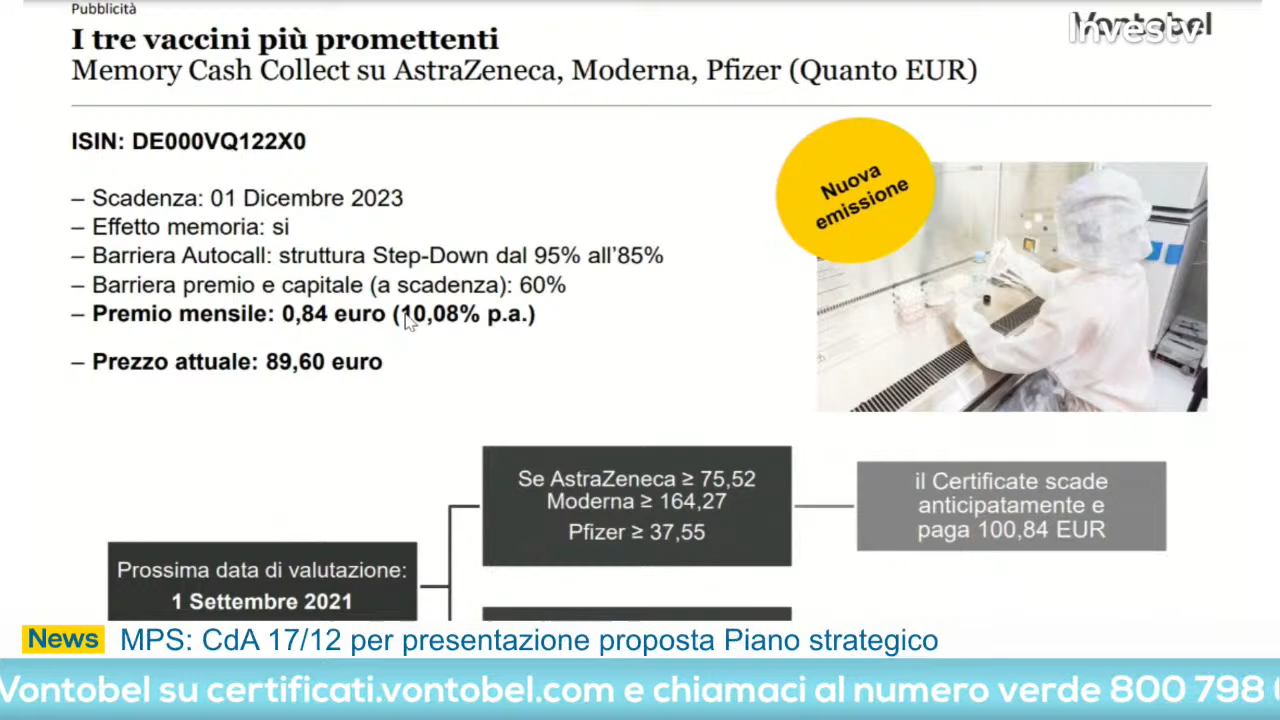 Pubblicità
Vontobel
Investv
I tre vaccini più promettenti
Memory Cash Collect su AstraZeneca, Moderna, Pfizer (Quanto EUR)
ISIN: DE000VQ122X0
– Scadenza: 01 Dicembre 2023
– Effetto memoria: si
– Barriera Autocall: struttura Step-Down dal 95% all'85%
– Barriera premio e capitale (a scadenza): 60%
– Premio mensile: 0,84 euro (10,08% p.a.)
– Prezzo attuale: 89,60 euro
Nuova
emissione
Se AstraZeneca ≥ 75,52
Moderna ≥ 164,27
Pfizer ≥ 37,55
il Certificate scade
anticipatamente e
paga 100,84 EUR
Prossima data di valutazione:
1 Settembre 2021
News MPS: CdA 17/12 per presentazione proposta Piano strategico
Vontobel su certificati.vontobel.com e chiamaci al numero verde 800 798